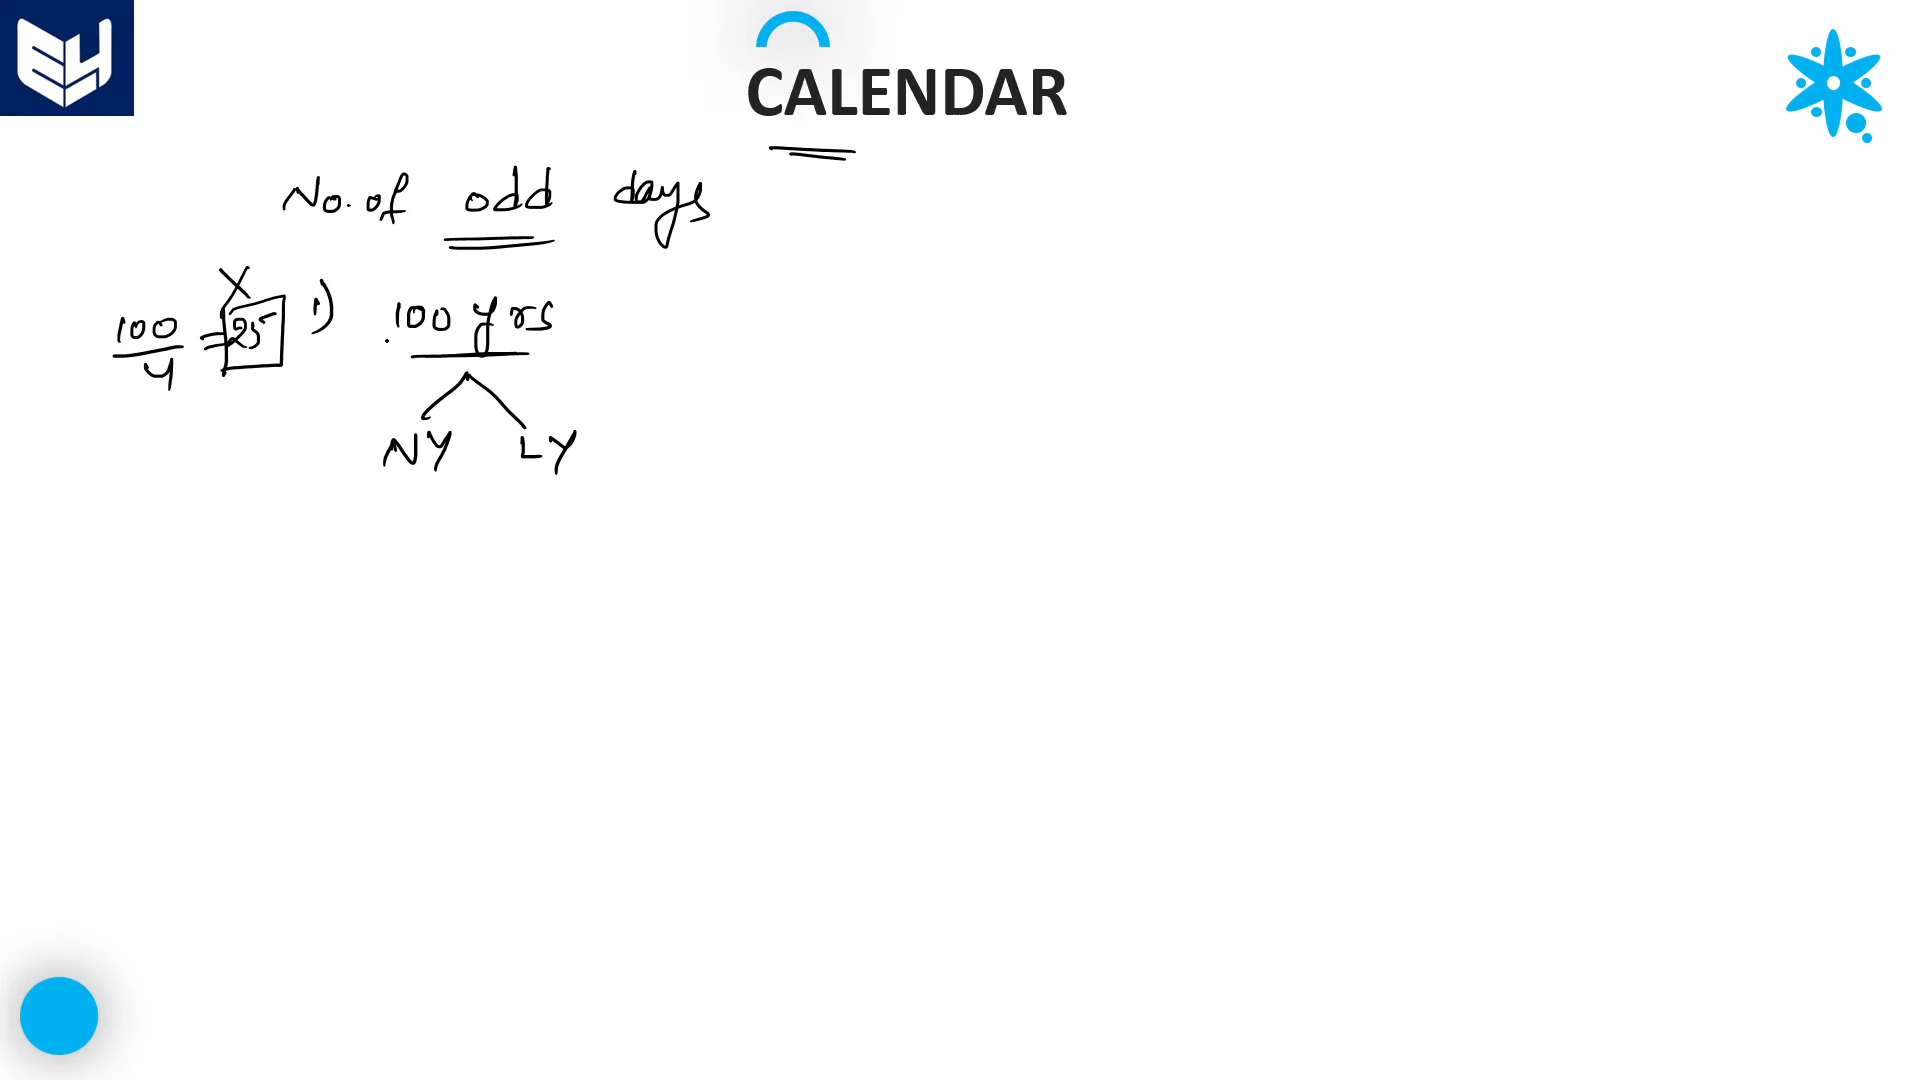 CALENDAR
No. of odd days
100/4 = 25 X
1) 100 yrs
NY LY